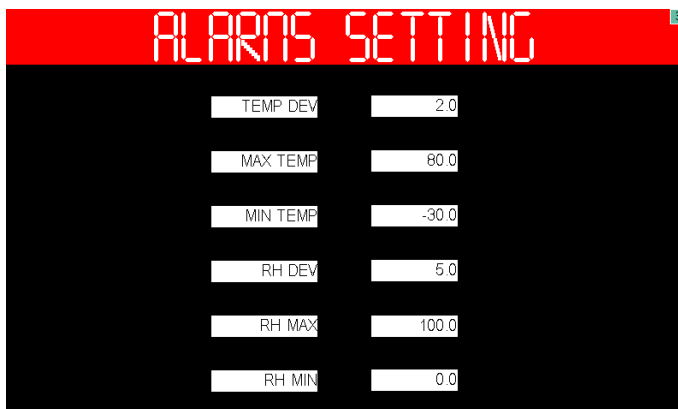 ALARMS SETTING
TEMP DEV 2.0
MAX TEMP 80.0
MIN TEMP -30.0
RH DEV 5.0
RH MAX 100.0
RH MIN 0.0